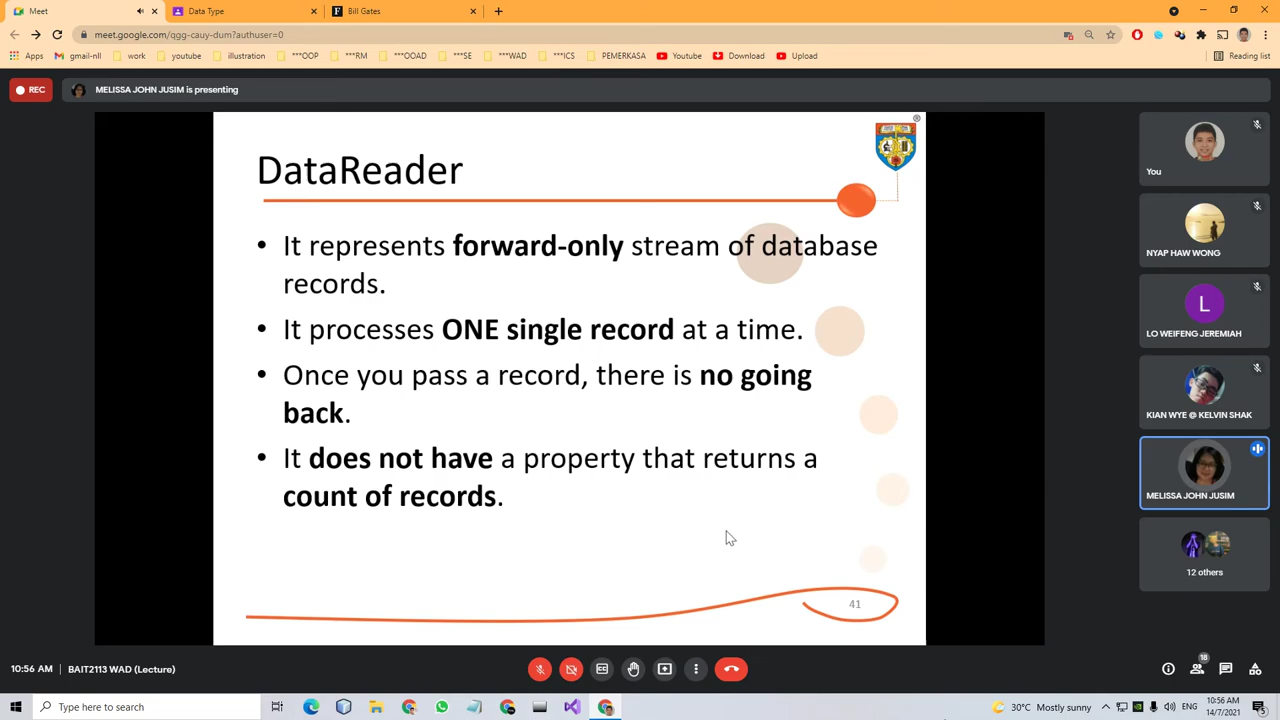 Meet
Data Type
Bill Gates
meet.google.com/qgg-cauy-dum?authuser=0
Apps
gmail-nll
work
youtube
illustration
***OOP
***RM
***OOAD
***SE
***WAD
***ICS
PEMERKASA
Youtube
Download
Upload
Reading list
REC
MELISSA JOHN JUSIM is presenting
DataReader
• It represents forward-only stream of database
records.
• It processes ONE single record at a time.
• Once you pass a record, there is no going
back.
• It does not have a property that returns a
count of records.
41
You
NYAP HAW WONG
L
LO WEIFENG JEREMIAH
KIAN WYE @ KELVIN SHAK
MELISSA JOHN JUSIM
12 others
10:56 AM | BAIT2113 WAD (Lecture)
18
Type here to search
30°C Mostly sunny
ENG
10:56 AM
14/7/2021